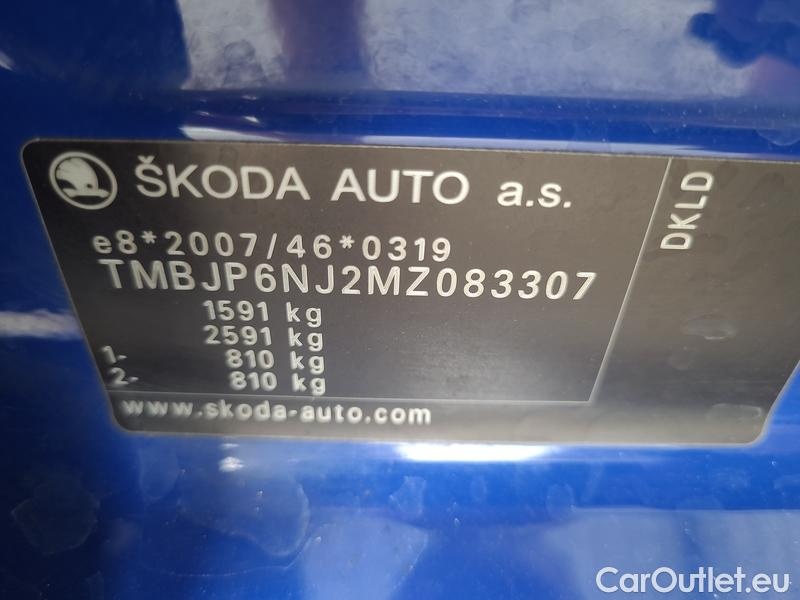 ŠKODA AUTO a.s.
DKLD
e8*2007/46*0319
TMBJP6NJ2MZ083307
1591 kg
2591 kg
1- 810 kg
2- 810 kg
www.skoda-auto.com
CarOutlet.eu